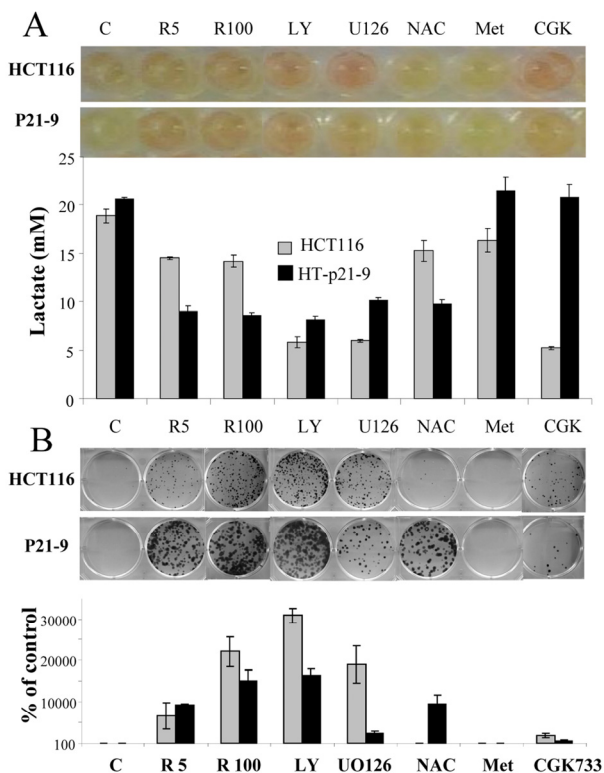 A
C R5 R100 LY U126 NAC Met CGK
HCT116
P21-9
25
20
15
10
5
0
Lactate (mM)
HCT116
HT-p21-9
C R5 R100 LY U126 NAC Met CGK
B
HCT116
P21-9
30000
20000
10000
100
% of control
C R 5 R 100 LY UO126 NAC Met CGK733